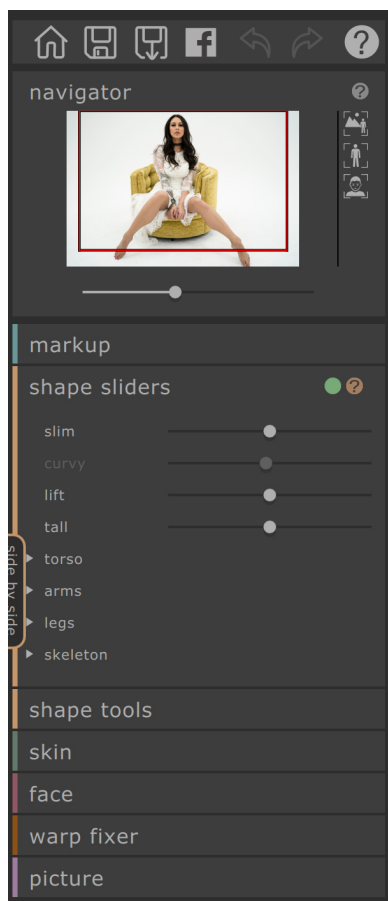 f
?
navigator
?
markup
shape sliders
?
slim
curvy
lift
tall
side by side
torso
arms
legs
skeleton
shape tools
skin
face
warp fixer
picture